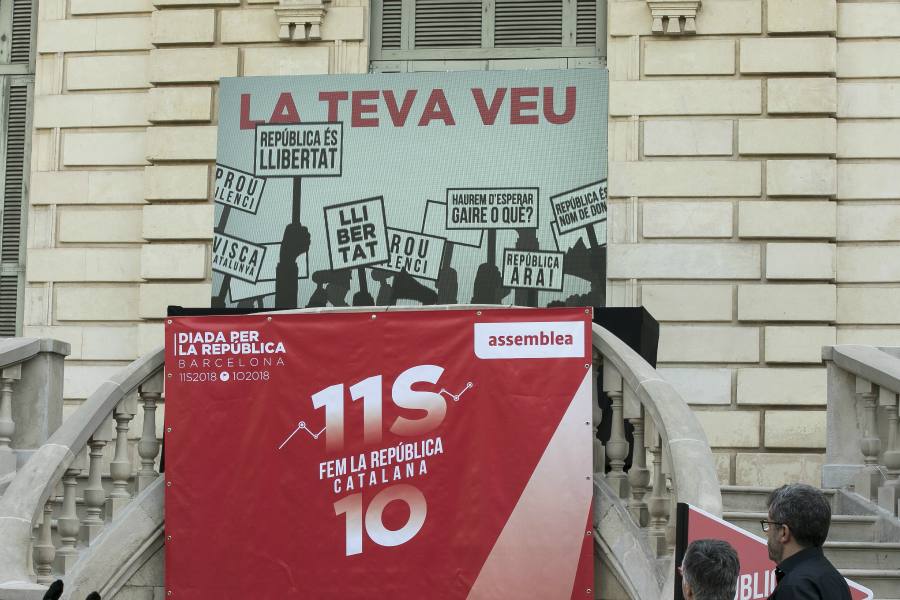 LA TEVA VEU
REPÚBLICA ÉS
LLIBERTAT
PROU
SILENCI
LLI
BER
TAT
HAUREM D'ESPERAR
GAIRE O QUÈ?
REPÚBLICA ÉS
NOM DE DON
VISCA
CATALUNYA
PROU
LENCI
REPÚBLICA
ARA!
DIADA PER
LA REPÚBLICA
BARCELONA
11S2018 1O2018
assemblea
11S
FEM LA REPÚBLICA
CATALANA
1O